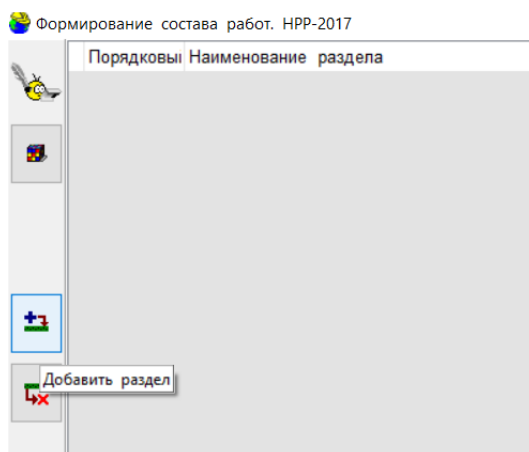 Формирование состава работ. НРР-2017
Порядковы Наименование раздела
Добавить раздел